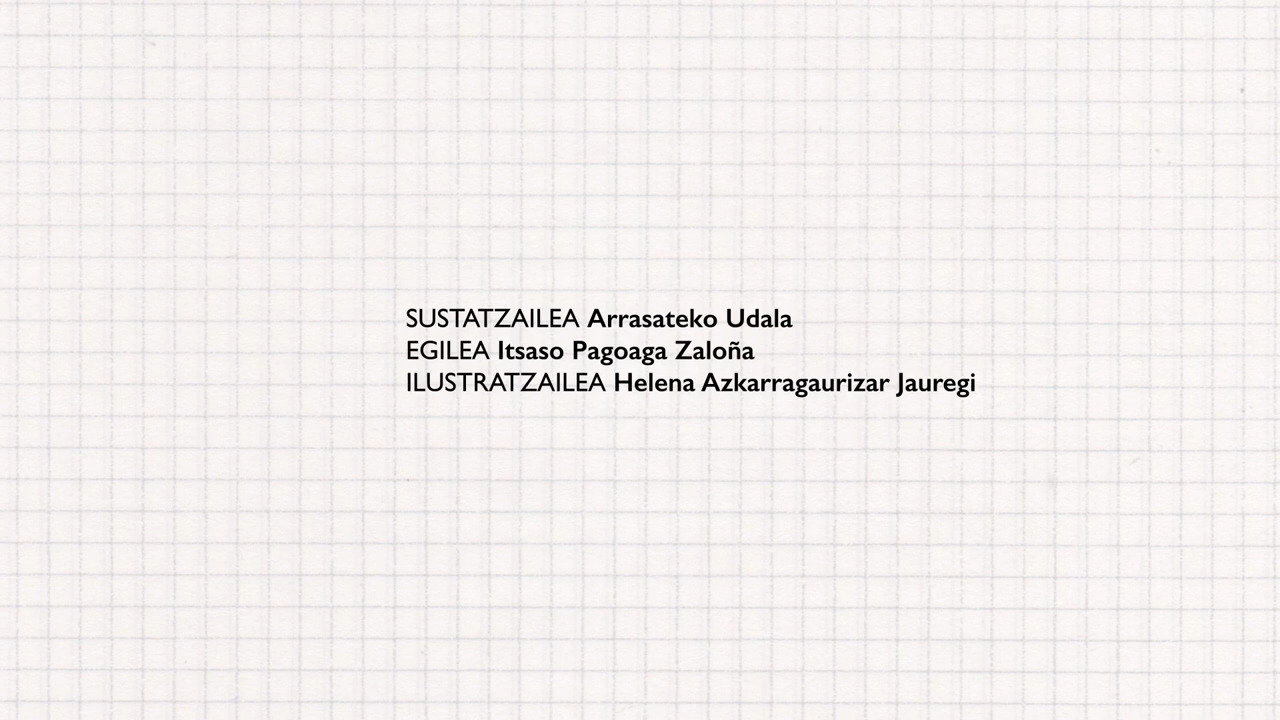 SUSTATZAILEA Arrasateko Udala
EGILEA Itsaso Pagoaga Zaloña
ILUSTRATZAILEA Helena Azkarragaurizar Jauregi